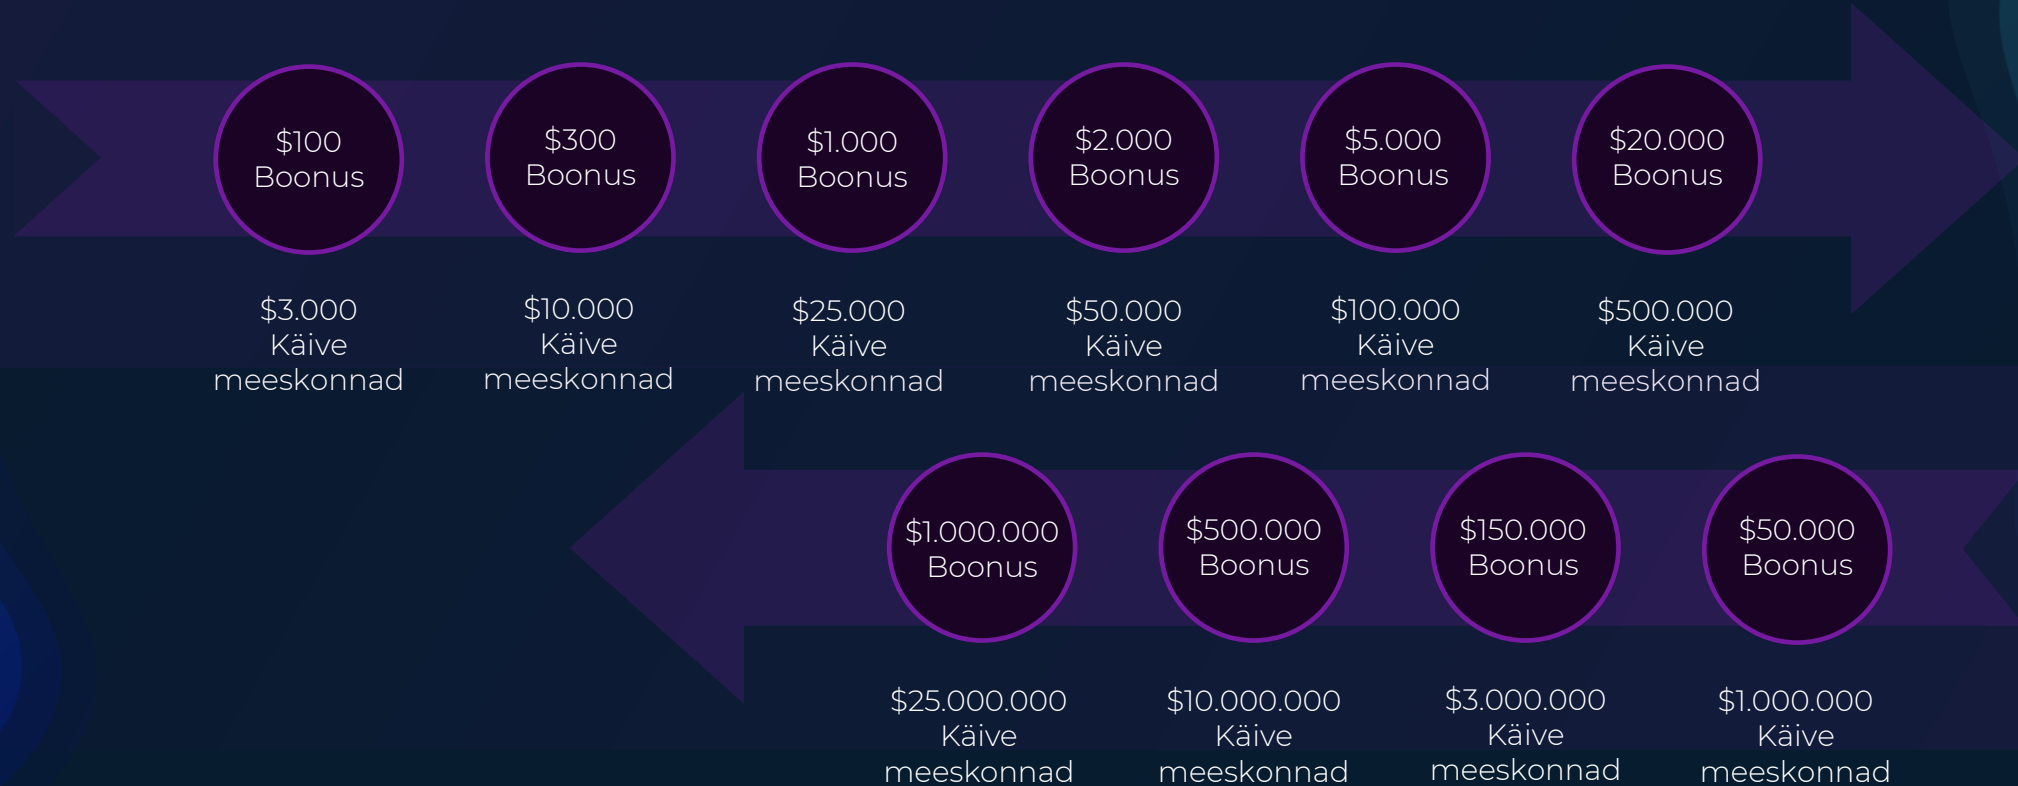 $100
Boonus
$300
Boonus
$1.000
Boonus
$2.000
Boonus
$5.000
Boonus
$20.000
Boonus
$3.000
Käive
meeskonnad
$10.000
Käive
meeskonnad
$25.000
Käive
meeskonnad
$50.000
Käive
meeskonnad
$100.000
Käive
meeskonnad
$500.000
Käive
meeskonnad
$1.000.000
Boonus
$500.000
Boonus
$150.000
Boonus
$50.000
Boonus
$25.000.000
Käive
meeskonnad
$10.000.000
Käive
meeskonnad
$3.000.000
Käive
meeskonnad
$1.000.000
Käive
meeskonnad